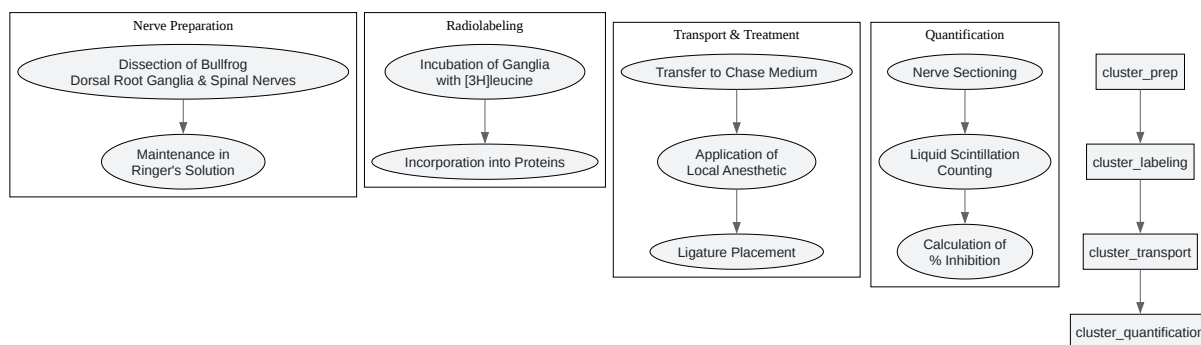 Nerve Preparation
Dissection of Bullfrog
Dorsal Root Ganglia & Spinal Nerves
Maintenance in
Ringer's Solution
Radiolabeling
Incubation of Ganglia
with [3H]leucine
Incorporation into Proteins
Transport & Treatment
Transfer to Chase Medium
Application of
Local Anesthetic
Ligature Placement
Quantification
Nerve Sectioning
Liquid Scintillation
Counting
Calculation of
% Inhibition
cluster_prep
cluster_labeling
cluster_transport
cluster_quantification